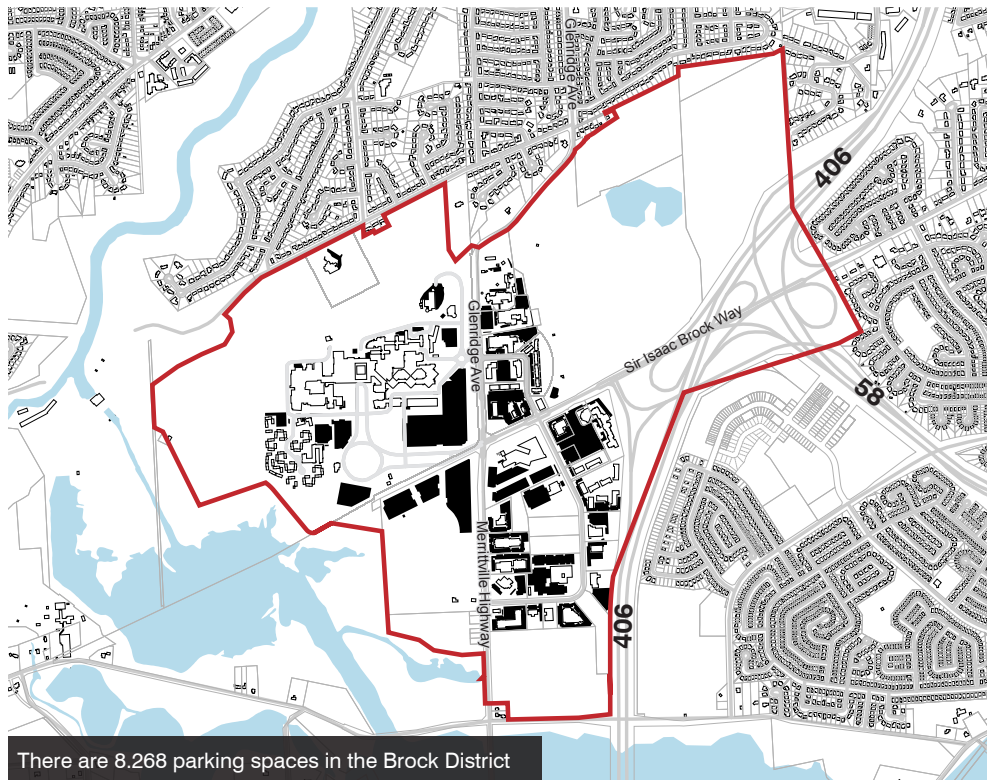 Glenridge Ave
406
Glenridge Ave
Sir Isaac Brock Way
58
Merrittville Highway
406
There are 8.268 parking spaces in the Brock District